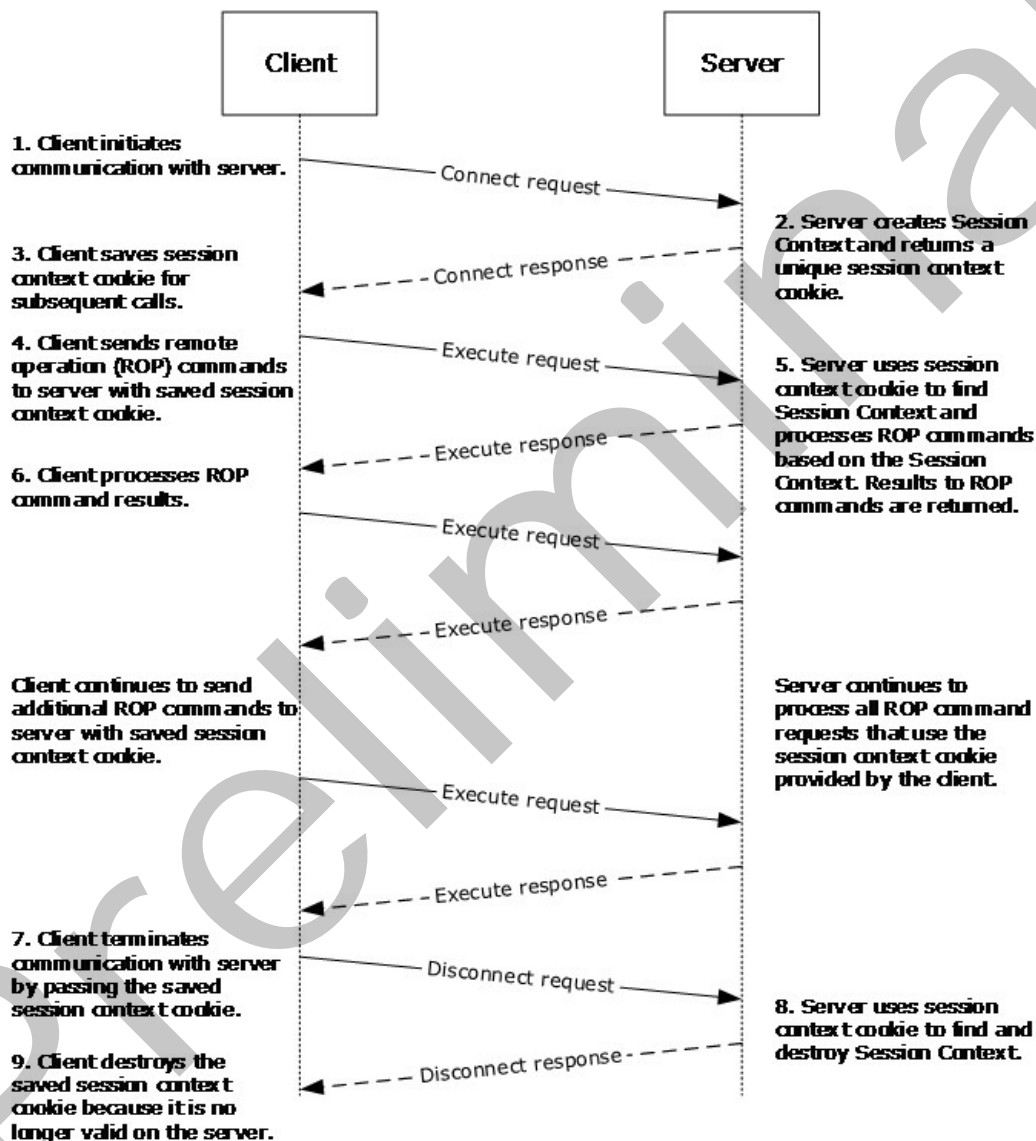 Client
Server
1. Client initiates
communication with server.
Connect request
2. Server creates Session
Context and returns a
unique session context
cookie.
3. Client saves session
context cookie for
subsequent calls.
Connect response
4. Client sends remote
operation (ROP) commands
to server with saved session
context cookie.
Execute request
5. Server uses session
context cookie to find
Session Context and
processes ROP commands
based on the Session
Context. Results to ROP
commands are returned.
Execute response
6. Client processes ROP
command results.
Execute request
Execute response
Client continues to send
additional ROP commands to
server with saved session
context cookie.
Server continues to
process all ROP command
requests that use the
session context cookie
provided by the client.
Execute request
Execute response
7. Client terminates
communication with server
by passing the saved
session context cookie.
Disconnect request
8. Server uses session
context cookie to find and
destroy Session Context.
Disconnect response
9. Client destroys the
saved session context
cookie because it is no
longer valid on the server.
Prelimina